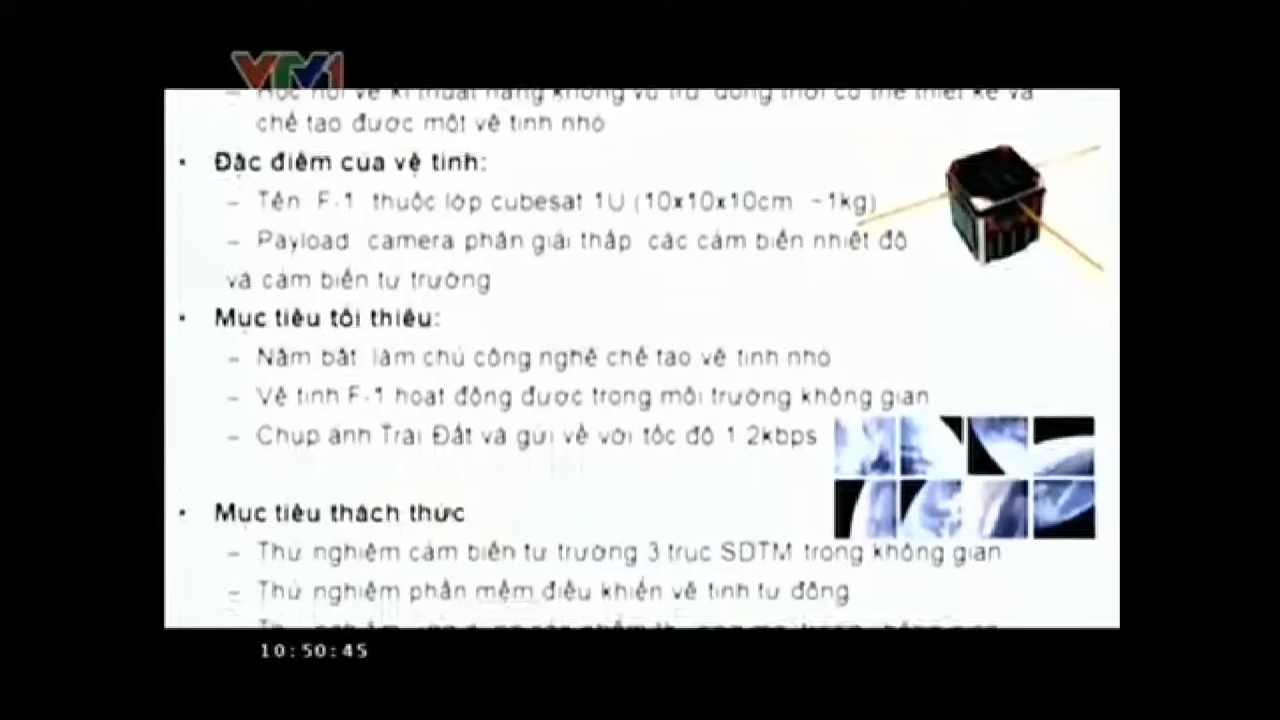 VTV1
chế tạo được một vệ tinh nhỏ
• Đặc điểm của vệ tinh:
– Tên F-1 thuộc lớp cubesat 1U (10x10x10cm ~1kg)
– Payload camera phân giải thấp các cảm biến nhiệt độ
và cảm biến từ trường
• Mục tiêu tối thiểu:
– Nắm bắt làm chủ công nghệ chế tạo vệ tinh nhỏ
– Vệ tinh F-1 hoạt động được trong môi trường không gian
– Chụp ảnh Trái Đất và gửi về với tốc độ 1 2kbps
• Mục tiêu thách thức
– Thử nghiệm cảm biến từ trường 3 trục SDTM trong không gian
– Thử nghiệm phần mềm điều khiển vệ tinh tự động
10:50:45